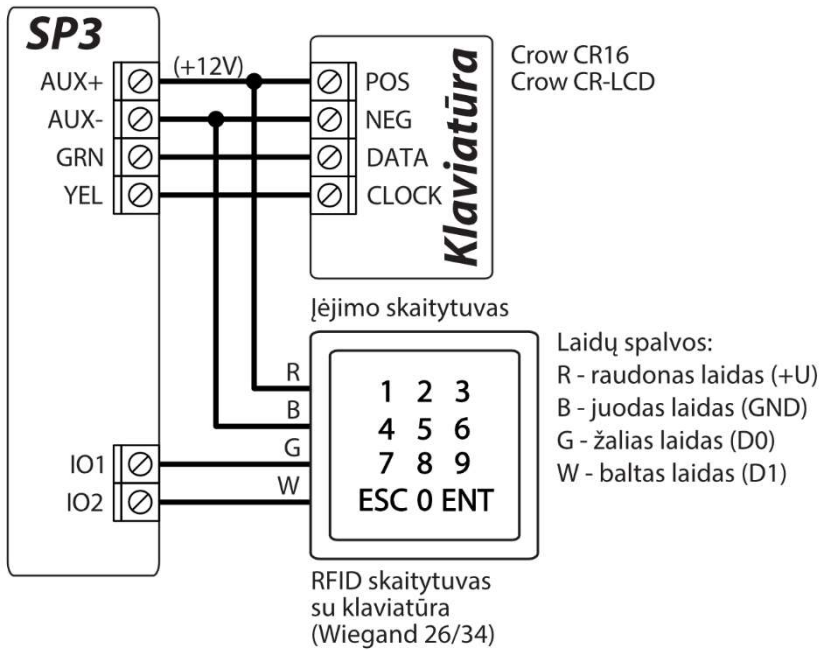 SP3
AUX+
AUX-
GRN
YEL
(+12V)
POS
NEG
DATA
CLOCK
Klaviatūra
Crow CR16
Crow CR-LCD
Įėjimo skaitytuvas
R
B
G
W
IO1
IO2
1 2 3
4 5 6
7 8 9
ESC 0 ENT
Laidų spalvos:
R - raudonas laidas (+U)
B - juodas laidas (GND)
G - žalias laidas (D0)
W - baltas laidas (D1)
RFID skaitytuvas
su klaviatūra
(Wiegand 26/34)